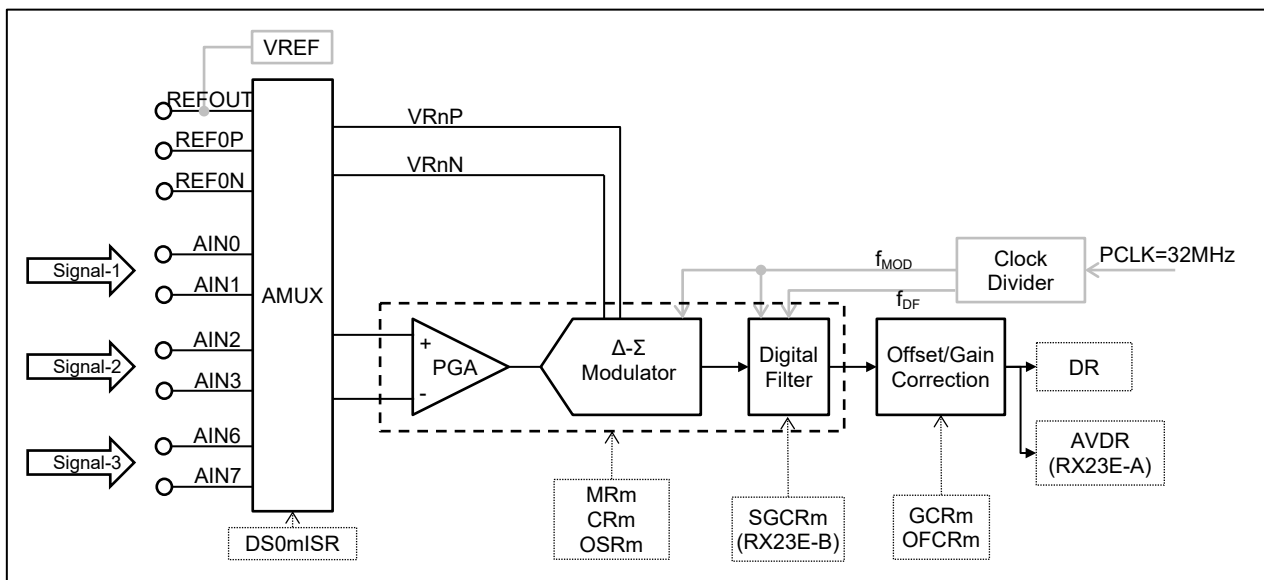 VREF
REFOUT
REF0P
REF0N
AIN0
AIN1
AIN2
AIN3
AIN6
AIN7
Signal-1
Signal-2
Signal-3
AMUX
DS0mISR
VRnP
VRnN
+
-
PGA
Δ-Σ
Modulator
MRm
CRm
OSRm
Digital
Filter
SGCRm
(RX23E-B)
fMOD
fDF
Clock
Divider
PCLK=32MHz
Offset/Gain
Correction
GCRm
OFCRm
DR
AVDR
(RX23E-A)